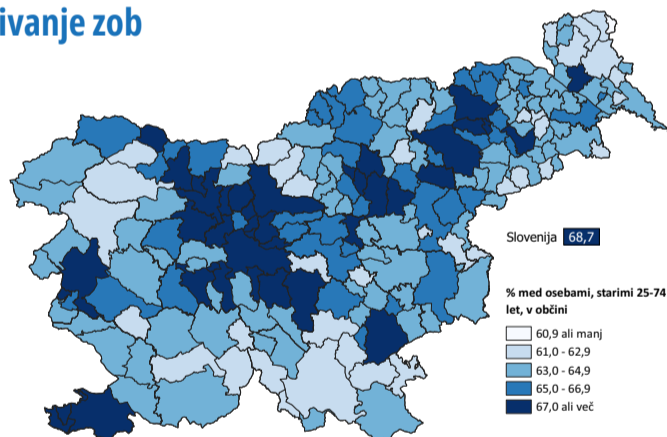 ivanje zob
Slovenija 68,7
% med osebami, starimi 25-74
let, v občini
60,9 ali manj
61,0 - 62,9
63,0 - 64,9
65,0 - 66,9
67,0 ali več